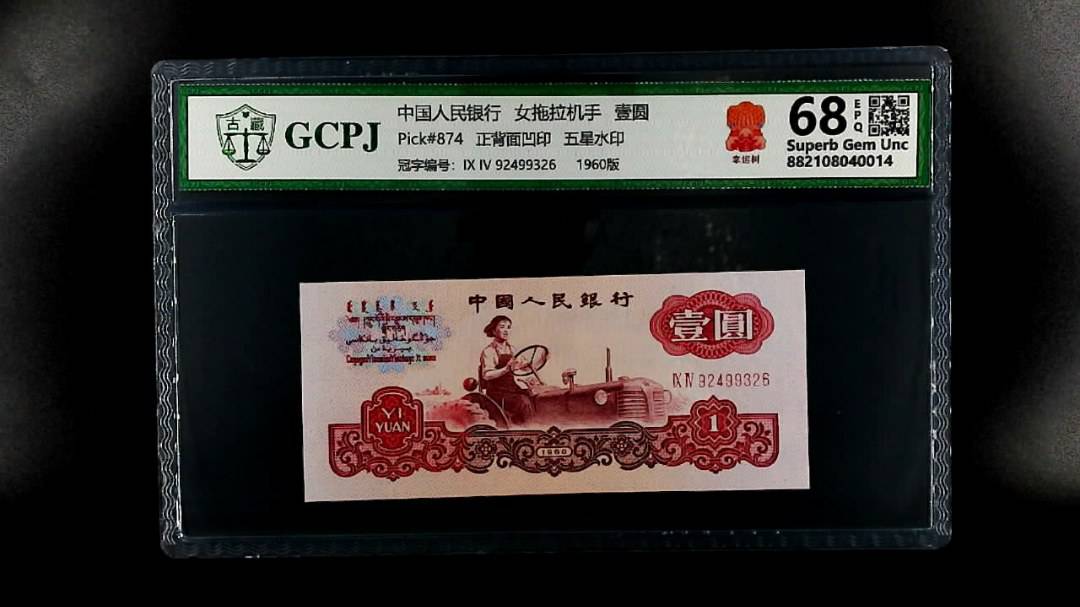 古藏
GCPJ
中国人民银行 女拖拉机手 壹圆
Pick#874 正背面凹印 五星水印
冠字编号: IX IV 92499326 1960版
幸运树
68 EPQ
Superb Gem Unc
882108040014
中國人民銀行
壹圓
IX IV 92499326
YI
YUAN
1
1960